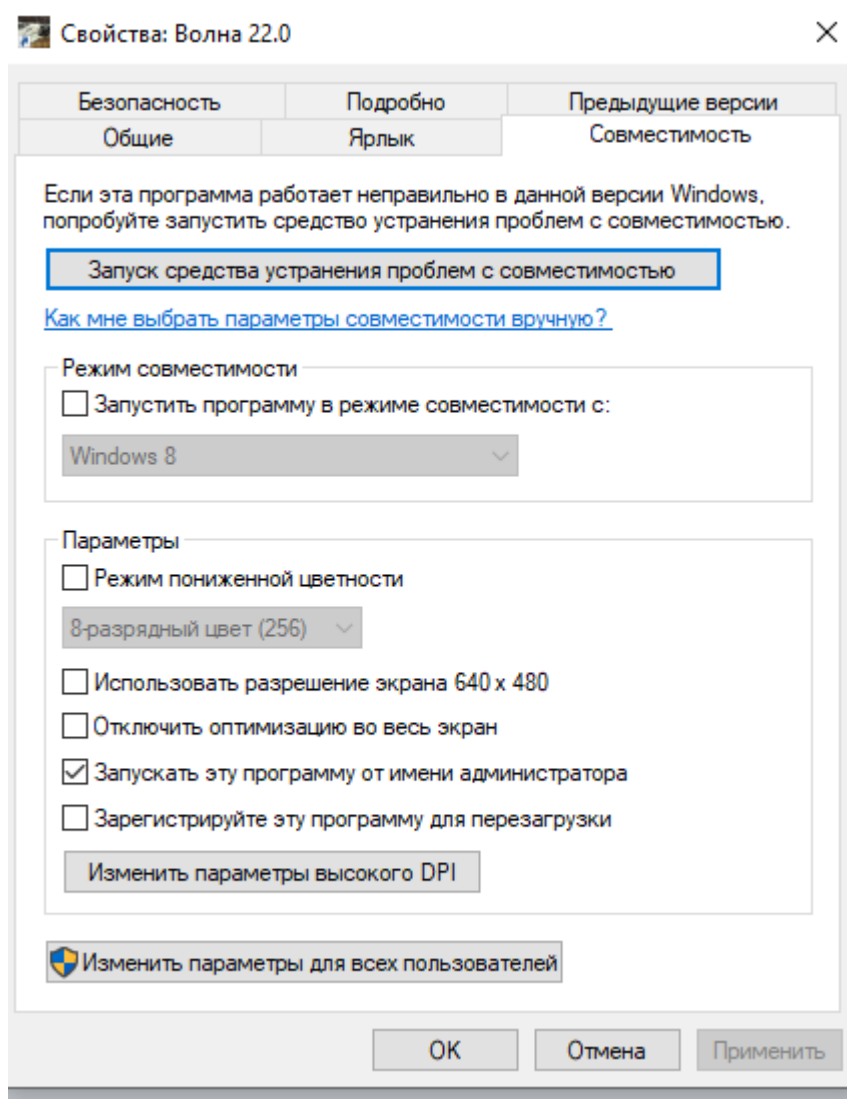 Свойства: Волна 22.0
Безопасность
Подробно
Предыдущие версии
Общие
Ярлык
Совместимость
Если эта программа работает неправильно в данной версии Windows,
попробуйте запустить средство устранения проблем с совместимостью.
Запуск средства устранения проблем с совместимостью
Как мне выбрать параметры совместимости вручную?
Режим совместимости
Запустить программу в режиме совместимости с:
Windows 8
Параметры
Режим пониженной цветности
8-разрядный цвет (256)
Использовать разрешение экрана 640 x 480
Отключить оптимизацию во весь экран
Запускать эту программу от имени администратора
Зарегистрируйте эту программу для перезагрузки
Изменить параметры высокого DPI
Изменить параметры для всех пользователей
OK
Отмена
Применить